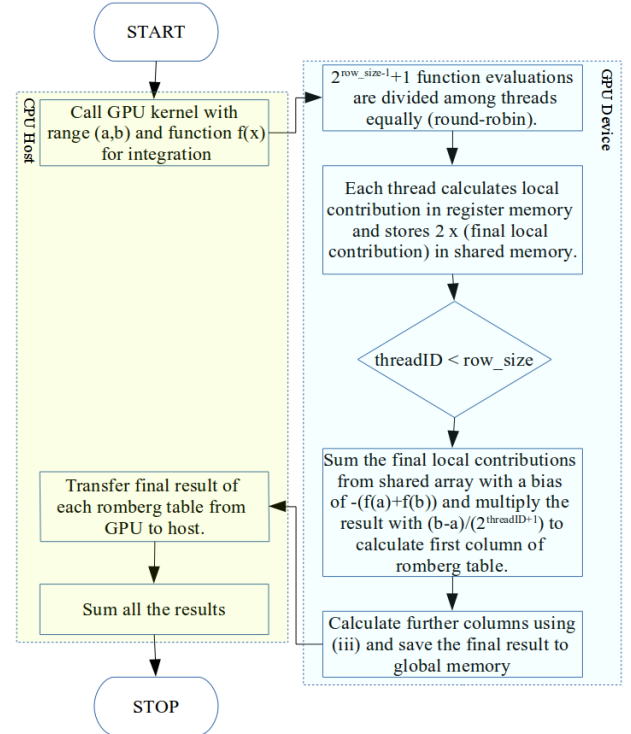 START
CPU Host
Call GPU kernel with
range (a,b) and function f(x)
for integration
GPU Device
2^row_size-1+1 function evaluations
are divided among threads
equally (round-robin).
Each thread calculates local
contribution in register memory
and stores 2 x (final local
contribution) in shared memory.
threadID < row_size
Sum the final local contributions
from shared array with a bias
of -(f(a)+f(b)) and multiply the
result with (b-a)/(2^threadID+1) to
calculate first column of
romberg table.
Calculate further columns using
(iii) and save the final result to
global memory
Transfer final result of
each romberg table from
GPU to host.
Sum all the results
STOP